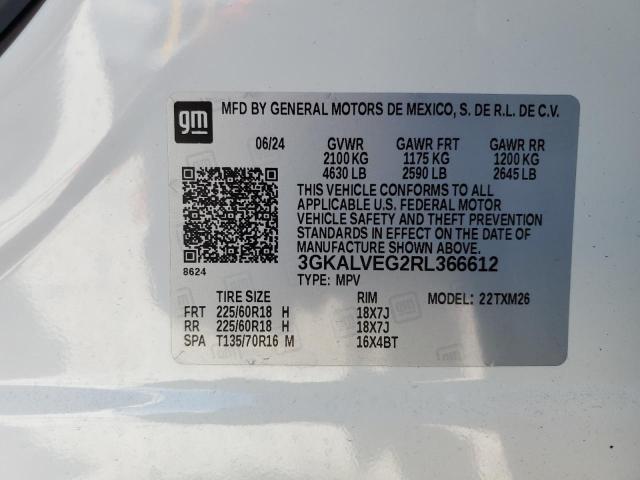 gm MFD BY GENERAL MOTORS DE MEXICO, S. DE R.L. DE C.V.
06/24 GVWR GAWR FRT GAWR RR
2100 KG 1175 KG 1200 KG
4630 LB 2590 LB 2645 LB
THIS VEHICLE CONFORMS TO ALL
APPLICABLE U.S. FEDERAL MOTOR
VEHICLE SAFETY AND THEFT PREVENTION
STANDARDS IN EFFECT ON THE DATE OF
MANUFACTURE SHOWN ABOVE.
8624 3GKALVEG2RL366612
TYPE: MPV
TIRE SIZE RIM MODEL: 22TXM26
FRT 225/60R18 H 18X7J
RR 225/60R18 H 18X7J
SPA T135/70R16 M 16X4BT